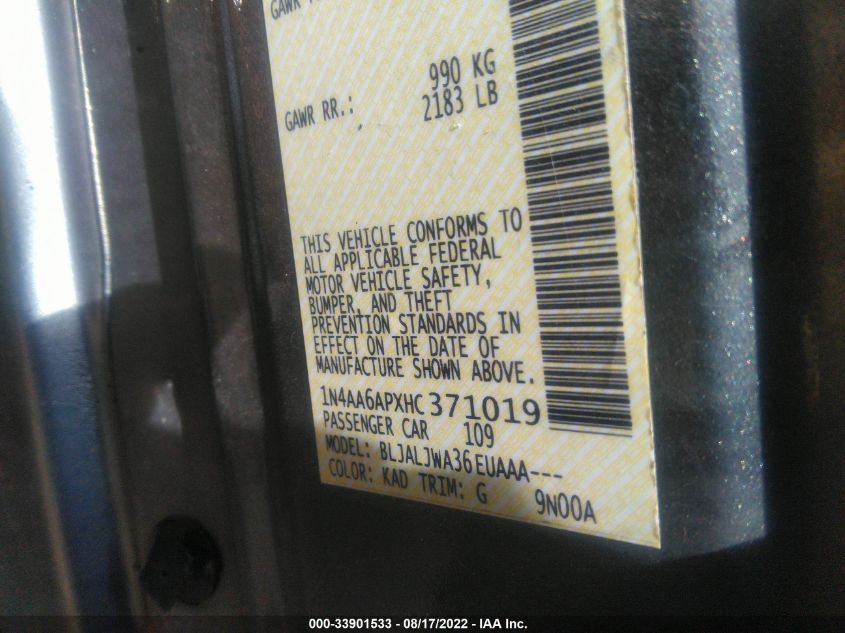 GAWR
990 KG
GAWR RR.: 2183 LB
THIS VEHICLE CONFORMS TO
ALL APPLICABLE FEDERAL
MOTOR VEHICLE SAFETY,
BUMPER, AND THEFT
PREVENTION STANDARDS IN
EFFECT ON THE DATE OF
MANUFACTURE SHOWN ABOVE.
1N4AA6APXHC371019
PASSENGER CAR 109
MODEL: BLJALJWA36EUAAA---
COLOR: KAD TRIM: G 9N00A
000-33901533 - 08/17/2022 - IAA Inc.